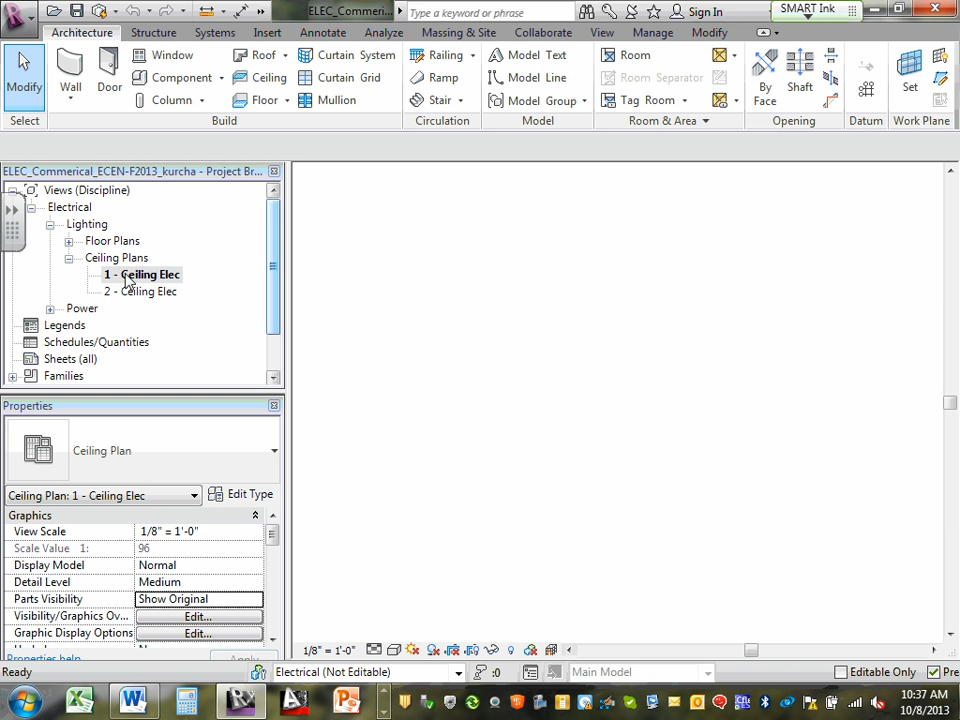 ELEC_Commeri...
Type a keyword or phrase
Sign In
SMART Ink
Architecture
Structure
Systems
Insert
Annotate
Analyze
Massing & Site
Collaborate
View
Manage
Modify
Modify
Wall
Door
Window
Component
Column
Roof
Ceiling
Floor
Curtain System
Curtain Grid
Mullion
Railing
Ramp
Stair
Model Text
Model Line
Model Group
Room
Room Separator
Tag Room
By
Face
Shaft
Set
Select
Build
Circulation
Model
Room & Area
Opening
Datum
Work Plane
ELEC_Commerical_ECEN-F2013_kurcha - Project Br...
Views (Discipline)
Electrical
Lighting
Floor Plans
Ceiling Plans
1 - Ceiling Elec
2 - Ceiling Elec
Power
Legends
Schedules/Quantities
Sheets (all)
Families
Properties
Ceiling Plan
Ceiling Plan: 1 - Ceiling Elec
Edit Type
Graphics
View Scale 1/8" = 1'-0"
Scale Value 1: 96
Display Model Normal
Detail Level Medium
Parts Visibility Show Original
Visibility/Graphics Ov... Edit...
Graphic Display Options Edit...
Properties help
Apply
1/8" = 1'-0"
Ready
Electrical (Not Editable)
:0
Main Model
Editable Only
Pre
10:37 AM
10/8/2013